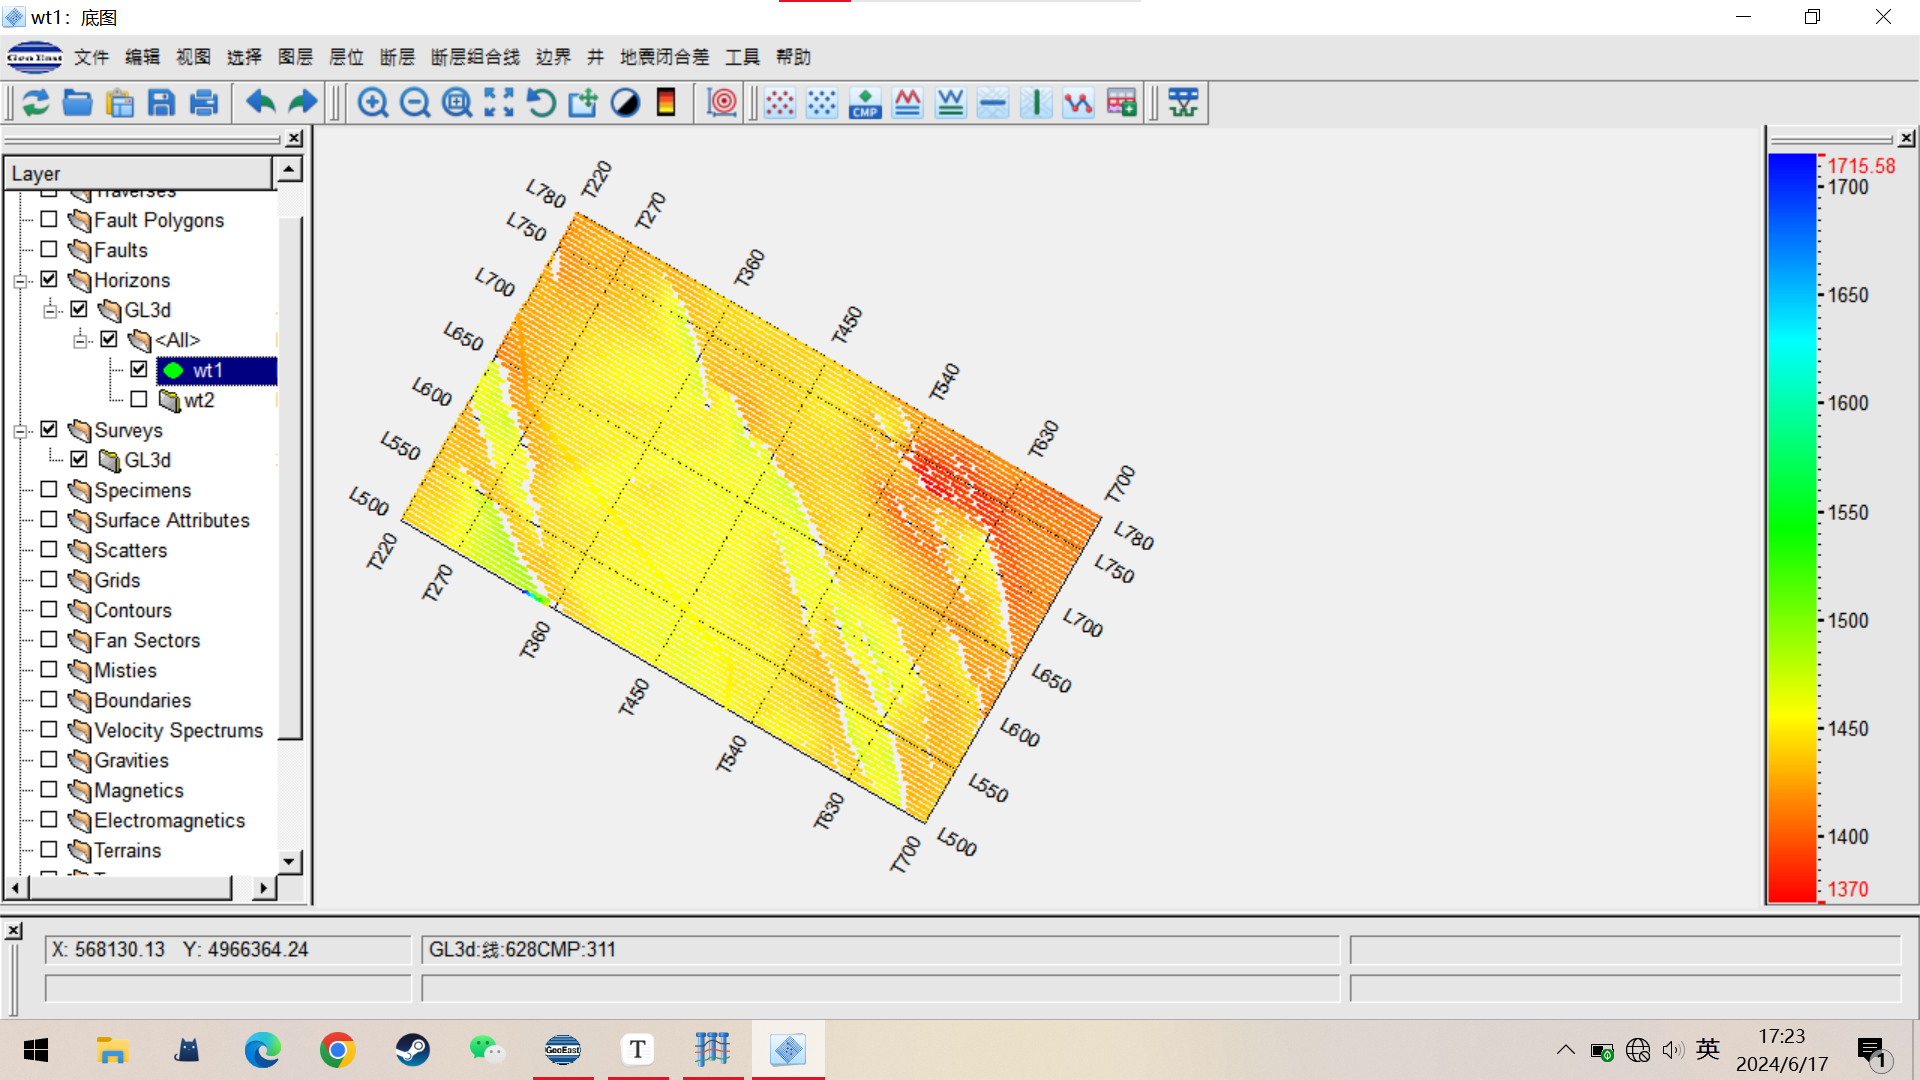 wt1：底图
GeoEast 文件 编辑 视图 选择 图层 层位 断层 断层组合线 边界 井 地震闭合差 工具 帮助
CMP
Layer
Traverses
Fault Polygons
Faults
Horizons
GL3d
<All>
wt1
wt2
Surveys
GL3d
Specimens
Surface Attributes
Scatters
Grids
Contours
Fan Sectors
Misties
Boundaries
Velocity Spectrums
Gravities
Magnetics
Electromagnetics
Terrains
L780
L750
L700
L650
L600
L550
L500
T220
T270
T360
T450
T540
T630
T700
L780
L750
L700
L650
L600
L550
L500
T220
T270
T360
T450
T540
T630
T700
1715.58
1700
1650
1600
1550
1500
1450
1400
1370
X: 568130.13 Y: 4966364.24
GL3d:线:628CMP:311
GeoEast
T
英
17:23
2024/6/17
1